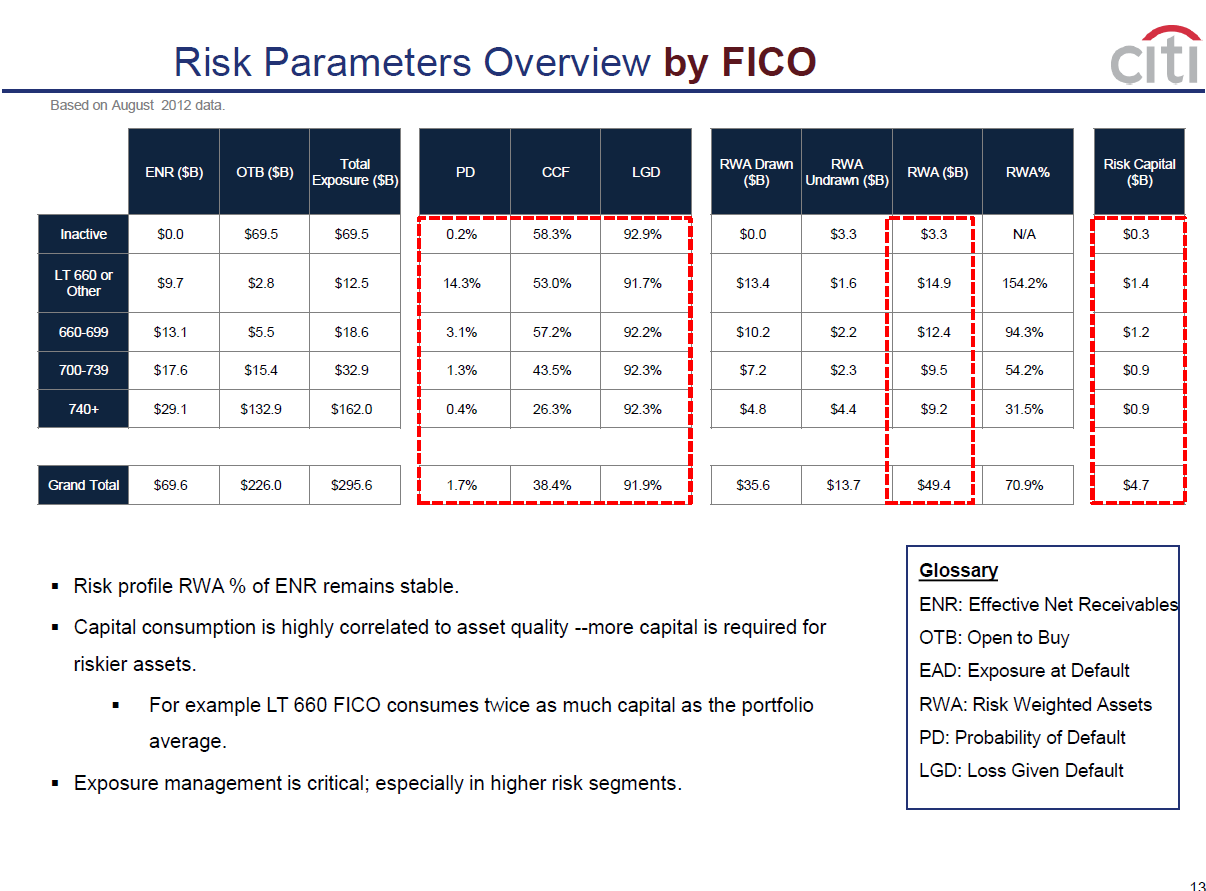 Risk Parameters Overview by FICO
citi
Based on August 2012 data.
ENR ($B) OTB ($B) Total Exposure ($B) PD CCF LGD RWA Drawn ($B) RWA Undrawn ($B) RWA ($B) RWA% Risk Capital ($B)
Inactive $0.0 $69.5 $69.5 0.2% 58.3% 92.9% $0.0 $3.3 $3.3 N/A $0.3
LT 660 or Other $9.7 $2.8 $12.5 14.3% 53.0% 91.7% $13.4 $1.6 $14.9 154.2% $1.4
660-699 $13.1 $5.5 $18.6 3.1% 57.2% 92.2% $10.2 $2.2 $12.4 94.3% $1.2
700-739 $17.6 $15.4 $32.9 1.3% 43.5% 92.3% $7.2 $2.3 $9.5 54.2% $0.9
740+ $29.1 $132.9 $162.0 0.4% 26.3% 92.3% $4.8 $4.4 $9.2 31.5% $0.9
Grand Total $69.6 $226.0 $295.6 1.7% 38.4% 91.9% $35.6 $13.7 $49.4 70.9% $4.7
▪ Risk profile RWA % of ENR remains stable.
▪ Capital consumption is highly correlated to asset quality --more capital is required for
riskier assets.
▪ For example LT 660 FICO consumes twice as much capital as the portfolio
average.
▪ Exposure management is critical; especially in higher risk segments.
Glossary
ENR: Effective Net Receivables
OTB: Open to Buy
EAD: Exposure at Default
RWA: Risk Weighted Assets
PD: Probability of Default
LGD: Loss Given Default
13